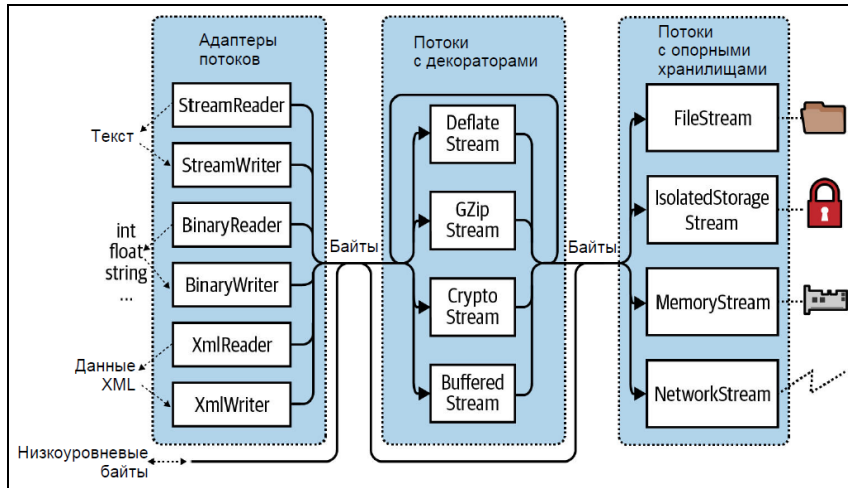 Адаптеры
потоков
StreamReader
Текст
StreamWriter
int
float
string
...
BinaryReader
BinaryWriter
XmlReader
Данные
XML
XmlWriter
Низкоуровневые
байты
Байты
Потоки
с декораторами
Deflate
Stream
GZip
Stream
Crypto
Stream
Buffered
Stream
Байты
Потоки
с опорными
хранилищами
FileStream
IsolatedStorage
Stream
MemoryStream
NetworkStream